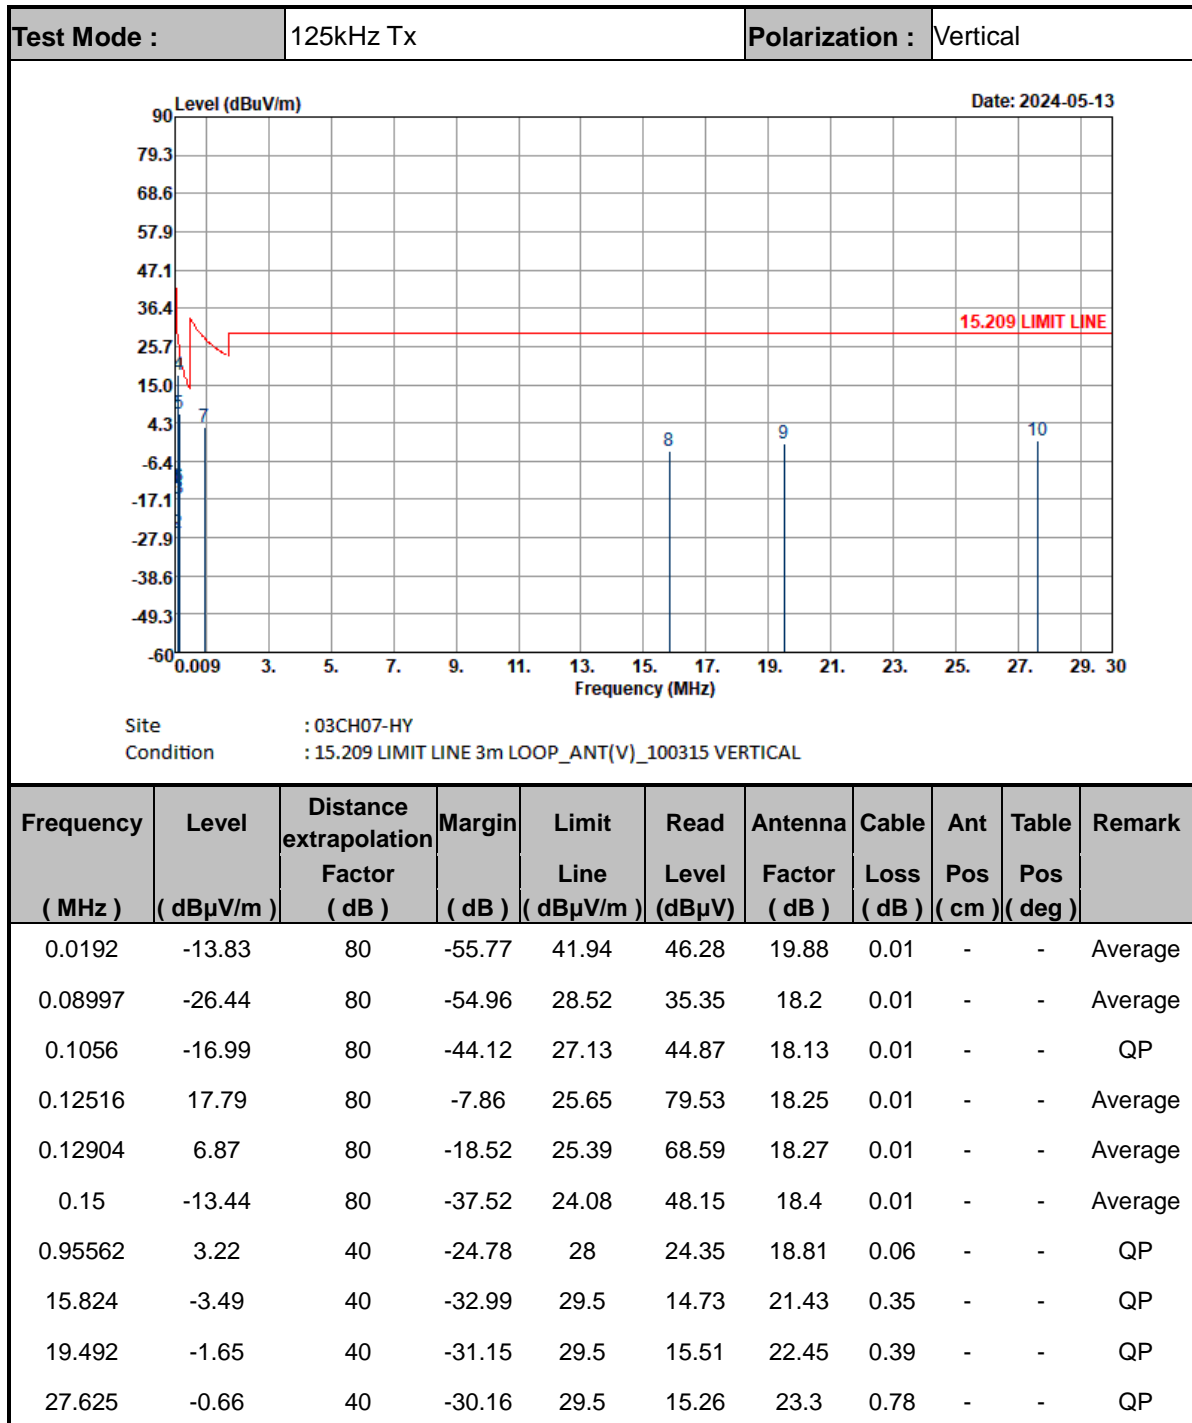 Test Mode : 125kHz Tx Polarization : Vertical
Level (dBuV/m) Date: 2024-05-13
90
79.3
68.6
57.9
47.1
36.4
15.209 LIMIT LINE
25.7
4
15.0
5
4.3
7
8
9
10
-6.4
-17.1
2
-27.9
-38.6
-49.3
-60
0.009 3. 5. 7. 9. 11. 13. 15. 17. 19. 21. 23. 25. 27. 29. 30
Frequency (MHz)
Site : 03CH07-HY
Condition : 15.209 LIMIT LINE 3m LOOP_ANT(V)_100315 VERTICAL
Frequency Level Distance extrapolation Margin Limit Read Antenna Cable Ant Table Remark
Factor Line Level Factor Loss Pos Pos
( MHz ) ( dBµV/m ) ( dB ) ( dB ) ( dBµV/m ) (dBµV) ( dB ) ( dB ) ( cm ) ( deg )
0.0192 -13.83 80 -55.77 41.94 46.28 19.88 0.01 - - Average
0.08997 -26.44 80 -54.96 28.52 35.35 18.2 0.01 - - Average
0.1056 -16.99 80 -44.12 27.13 44.87 18.13 0.01 - - QP
0.12516 17.79 80 -7.86 25.65 79.53 18.25 0.01 - - Average
0.12904 6.87 80 -18.52 25.39 68.59 18.27 0.01 - - Average
0.15 -13.44 80 -37.52 24.08 48.15 18.4 0.01 - - Average
0.95562 3.22 40 -24.78 28 24.35 18.81 0.06 - - QP
15.824 -3.49 40 -32.99 29.5 14.73 21.43 0.35 - - QP
19.492 -1.65 40 -31.15 29.5 15.51 22.45 0.39 - - QP
27.625 -0.66 40 -30.16 29.5 15.26 23.3 0.78 - - QP